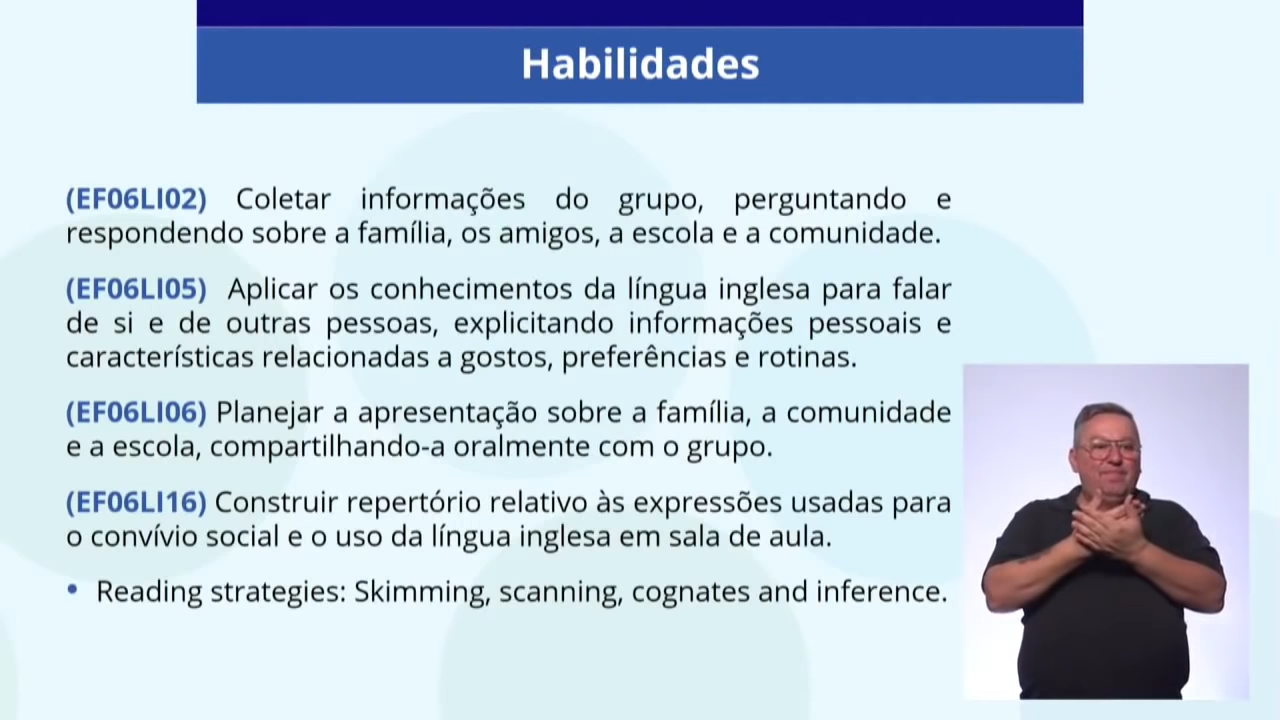 Habilidades
(EF06LI02) Coletar informações do grupo, perguntando e
respondendo sobre a família, os amigos, a escola e a comunidade.
(EF06LI05) Aplicar os conhecimentos da língua inglesa para falar
de si e de outras pessoas, explicitando informações pessoais e
características relacionadas a gostos, preferências e rotinas.
(EF06LI06) Planejar a apresentação sobre a família, a comunidade
e a escola, compartilhando-a oralmente com o grupo.
(EF06LI16) Construir repertório relativo às expressões usadas para
o convívio social e o uso da língua inglesa em sala de aula.
• Reading strategies: Skimming, scanning, cognates and inference.